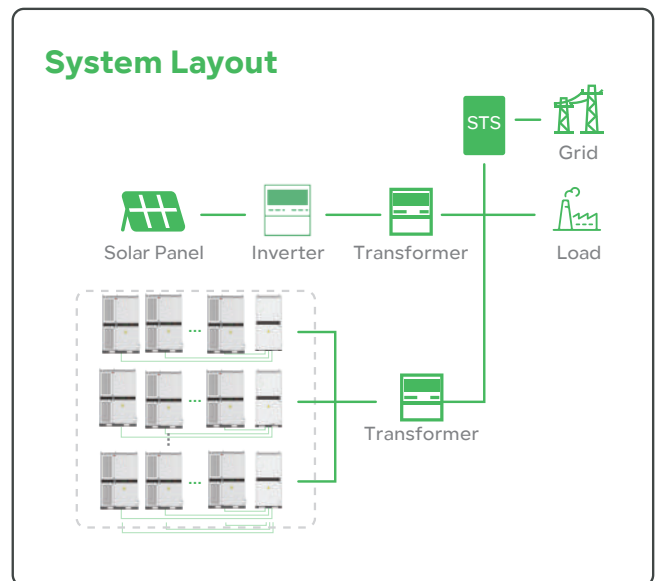 System Layout
STS
Grid
Solar Panel
Inverter
Transformer
Load
Transformer